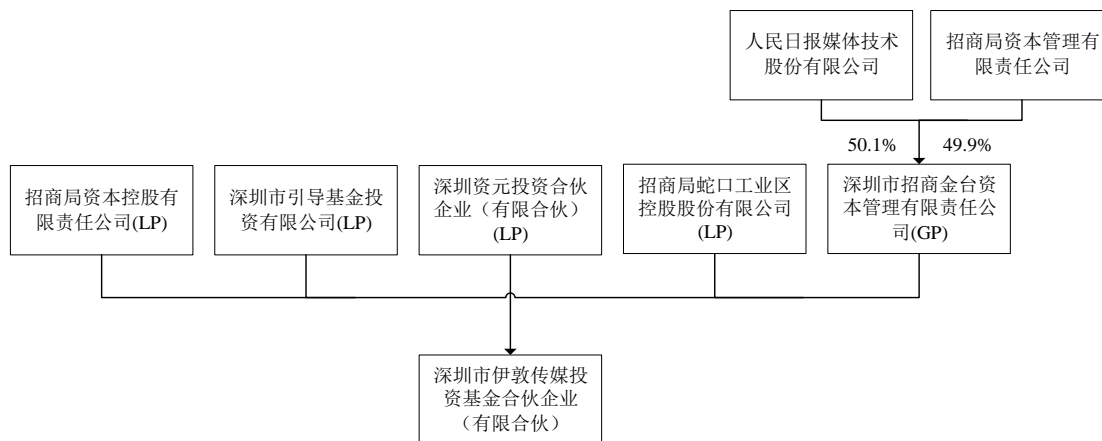 人民日报媒体技术
股份有限公司
招商局资本管理有
限责任公司
50.1%
49.9%
招商局资本控股有
限责任公司(LP)
深圳市引导基金投
资有限公司(LP)
深圳资元投资合伙
企业（有限合伙）
(LP)
招商局蛇口工业区
控股股份有限公司
(LP)
深圳市招商金台资
本管理有限责任公
司(GP)
深圳市伊敦传媒投
资基金合伙企业
（有限合伙）